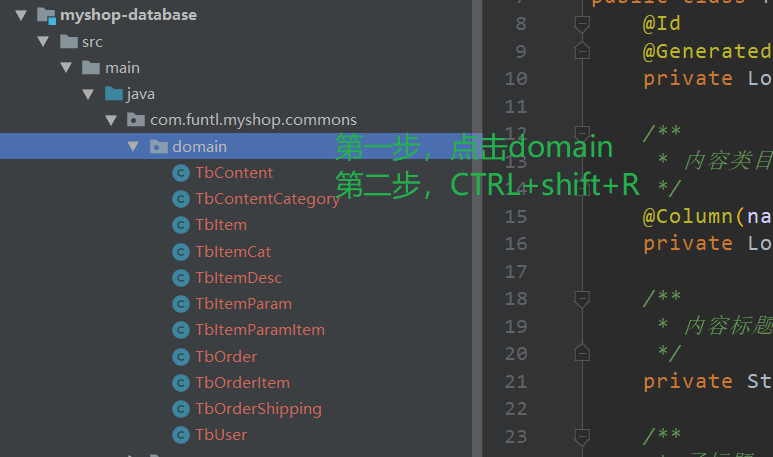 myshop-database
src
main
java
com.funtl.myshop.commons
domain
TbContent
TbContentCategory
TbItem
TbItemCat
TbItemDesc
TbItemParam
TbItemParamItem
TbOrder
TbOrderItem
TbOrderShipping
TbUser
第一步，点击domain
第二步，CTRL+shift+R
8 @Id
9 @Generated
10 private Lo
11
12 /**
13 * 内容类目
14 */
15 @Column(na
16 private Lo
17
18 /**
19 * 内容标题
20 */
21 private St
22
23 /**